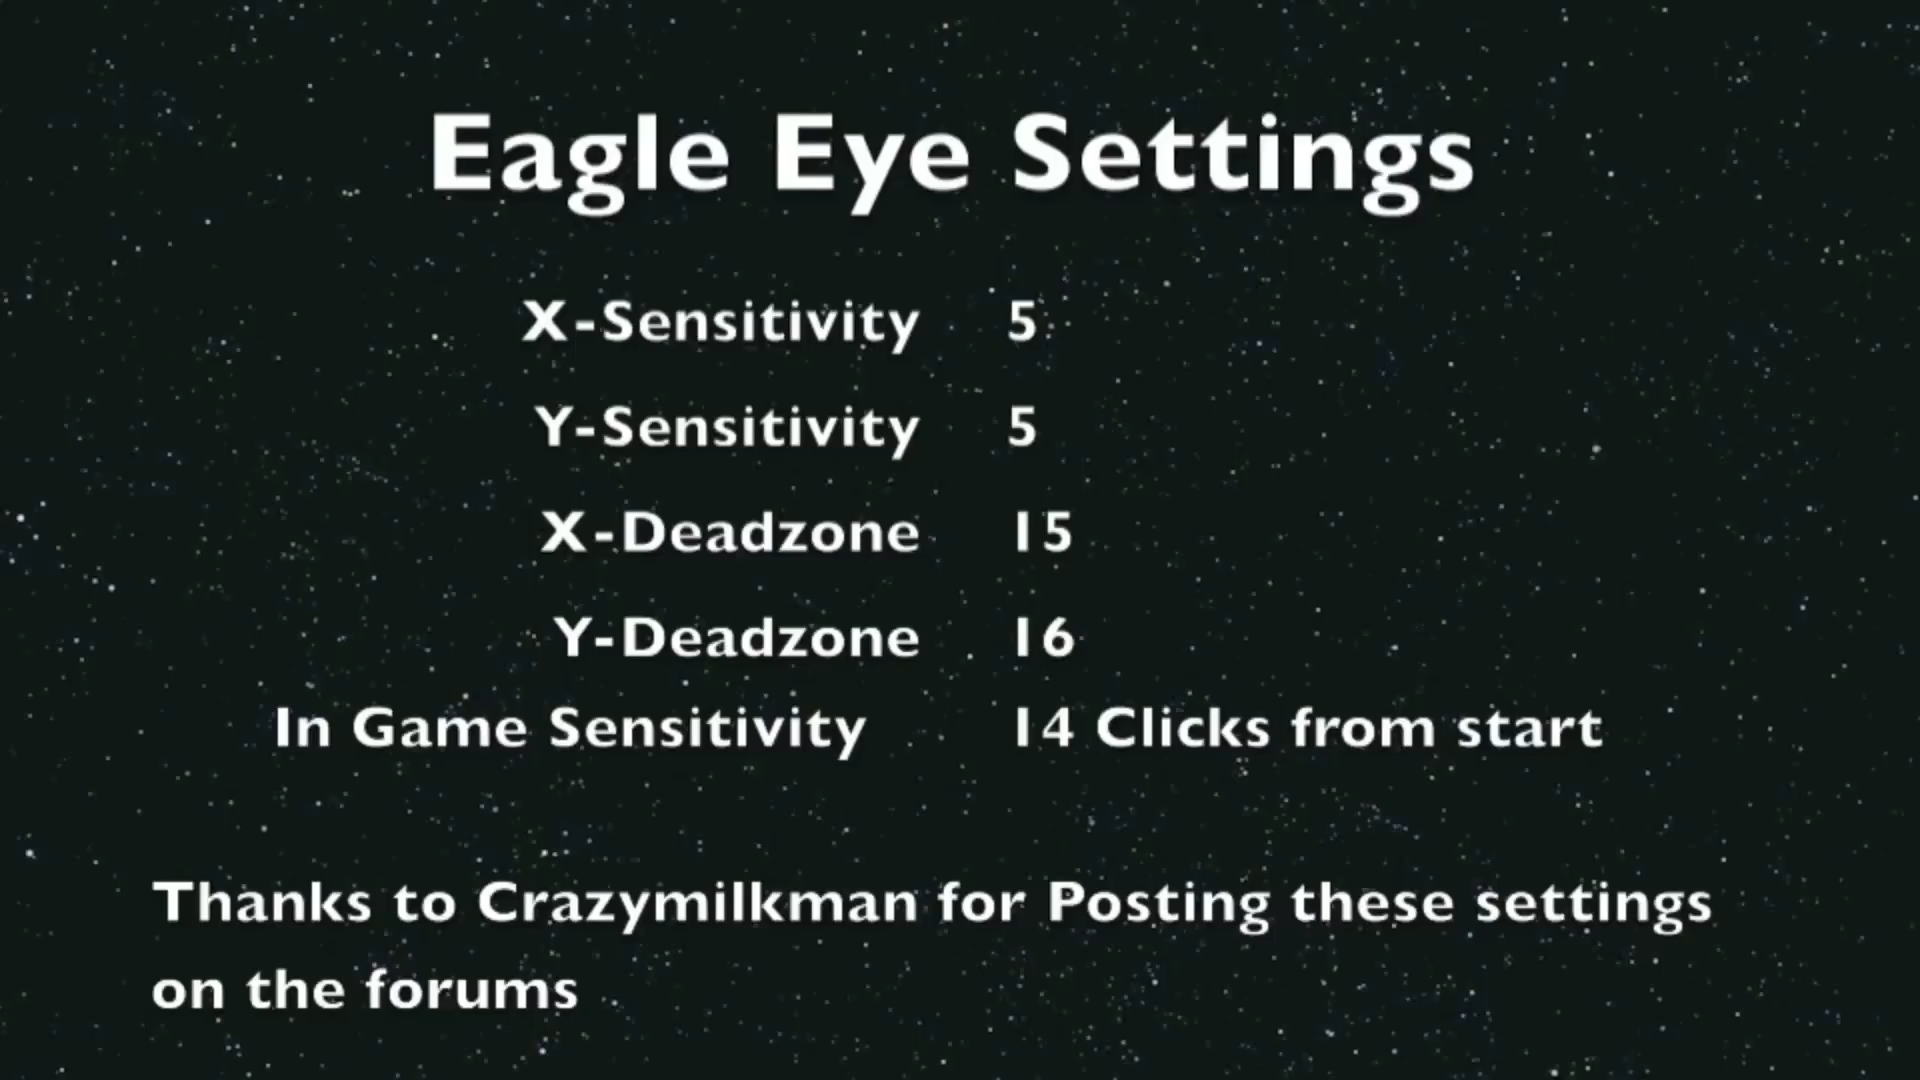 Eagle Eye Settings
X-Sensitivity 5
Y-Sensitivity 5
X-Deadzone 15
Y-Deadzone 16
In Game Sensitivity 14 Clicks from start
Thanks to Crazymilkman for Posting these settings
on the forums